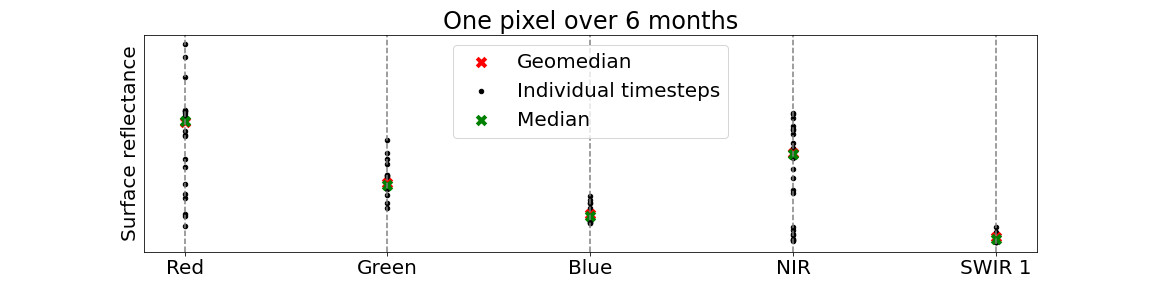 One pixel over 6 months
Surface reflectance
Geomedian
Individual timesteps
Median
Red
Green
Blue
NIR
SWIR 1